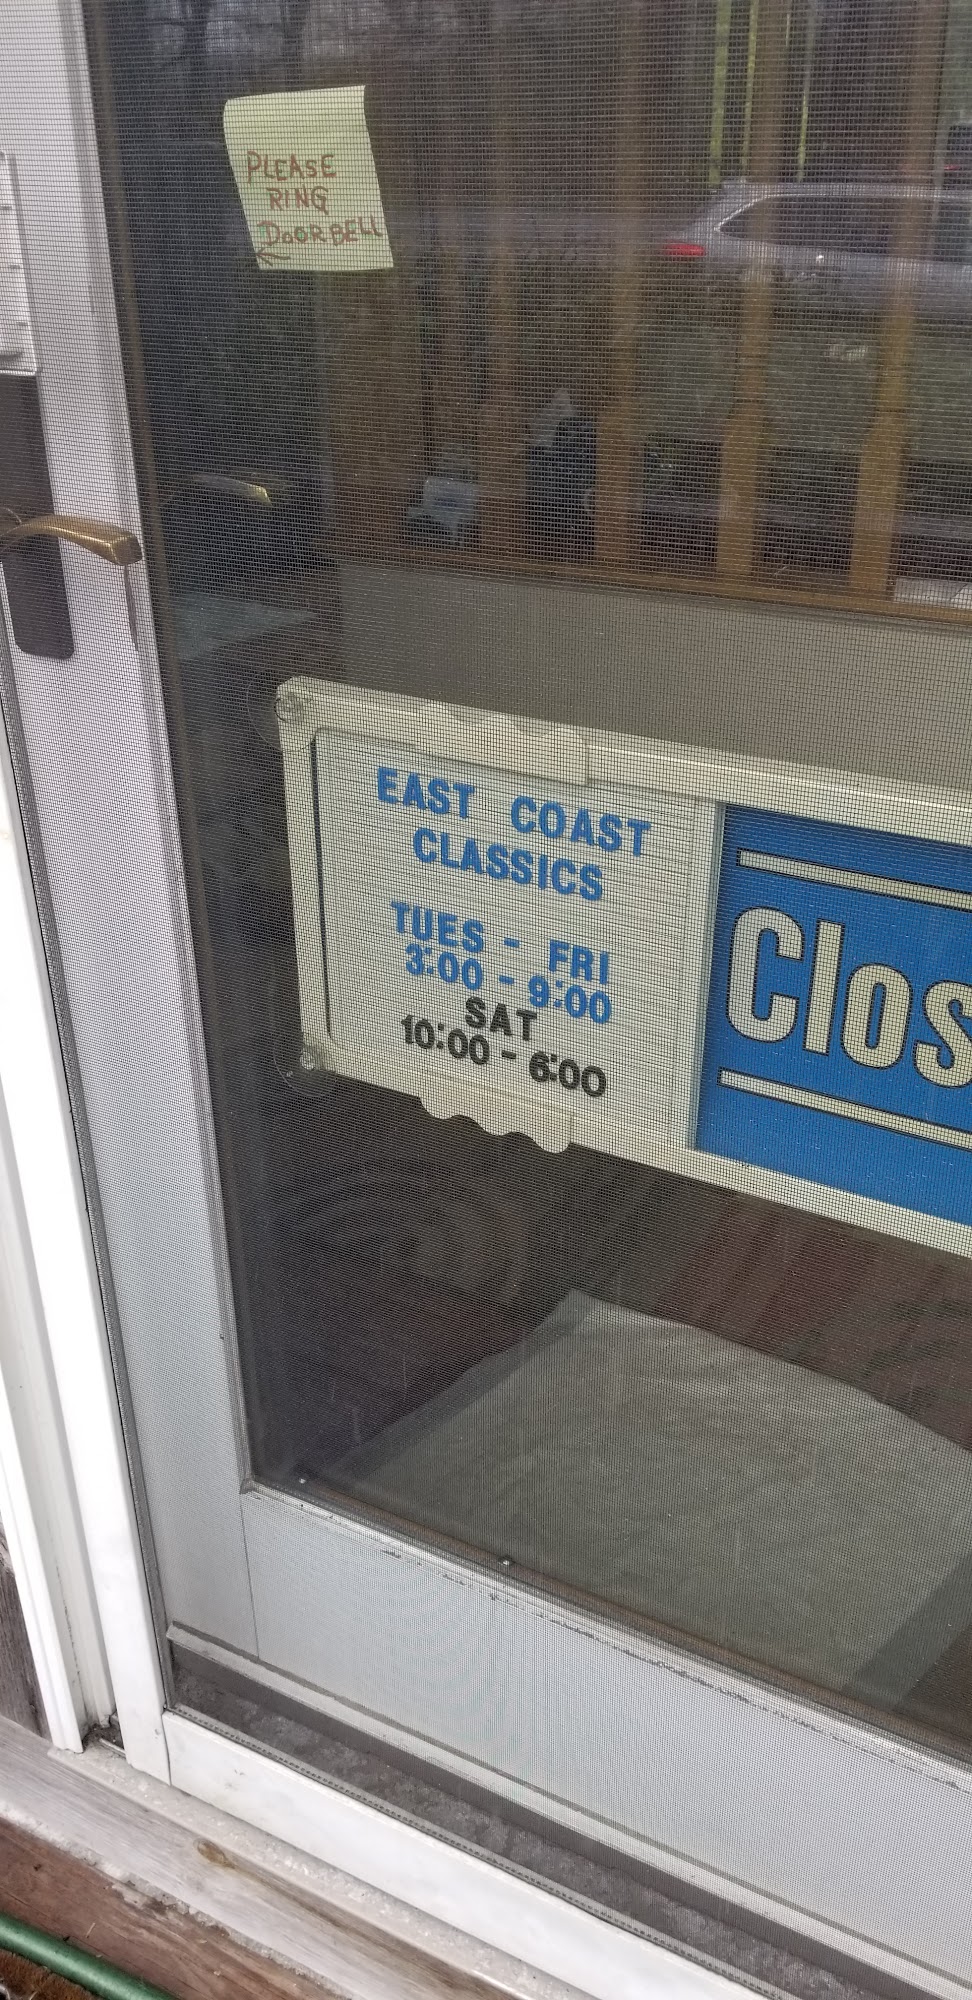 PLEASE
RING
DOORBELL
EAST COAST
CLASSICS
TUES - FRI
3:00 - 9:00
SAT
10:00 - 6:00
Clos